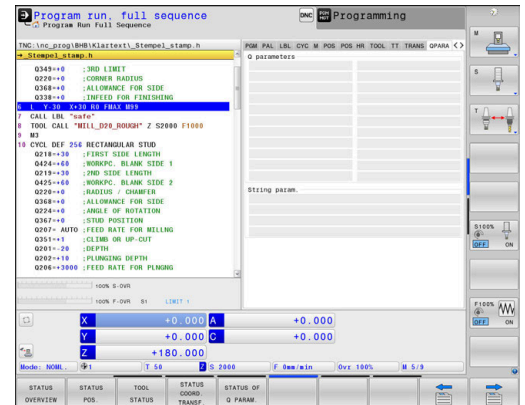 Program run, full sequence
Program Run Full Sequence
DNC
Programming
TNC:\nc_prog\BHB\Klartext\_Stempel_stamp.h
→_Stempel_stamp.h
Q349=+0 ;3RD LIMIT
Q220=+0 ;CORNER RADIUS
Q368=+0 ;ALLOWANCE FOR SIDE
Q338=+0 ;INFEED FOR FINISHING
6 L Y-30 X+30 R0 FMAX M99
7 CALL LBL "safe"
8 TOOL CALL "MILL_D20_ROUGH" Z S2000 F1000
9 M3
10 CYCL DEF 256 RECTANGULAR STUD
Q218=+30 ;FIRST SIDE LENGTH
Q424=+60 ;WORKPC. BLANK SIDE 1
Q219=+30 ;2ND SIDE LENGTH
Q425=+60 ;WORKPC. BLANK SIDE 2
Q220=+0 ;RADIUS / CHAMFER
Q368=+0 ;ALLOWANCE FOR SIDE
Q224=+0 ;ANGLE OF ROTATION
Q367=+0 ;STUD POSITION
Q207= AUTO ;FEED RATE FOR MILLNG
Q351=+1 ;CLIMB OR UP-CUT
Q201=-20 ;DEPTH
Q202=+10 ;PLUNGING DEPTH
Q206=+3000 ;FEED RATE FOR PLNGNG
PGM PAL LBL CYC M POS POS HR TOOL TT TRANS QPARA
Q parameters
String param.
100% S-OVR
100% F-OVR S1 LIMIT 1
X +0.000 A +0.000
Y +0.000 C +0.000
Z +180.000
Mode: NOML. 1 T 50 Z S 2000 F 0mm/min Ovr 100% M 5/9
STATUS OVERVIEW
STATUS POS.
TOOL STATUS
STATUS COORD. TRANSF.
STATUS OF Q PARAM.
M
S
T
S100%
OFF ON
F100%
OFF ON